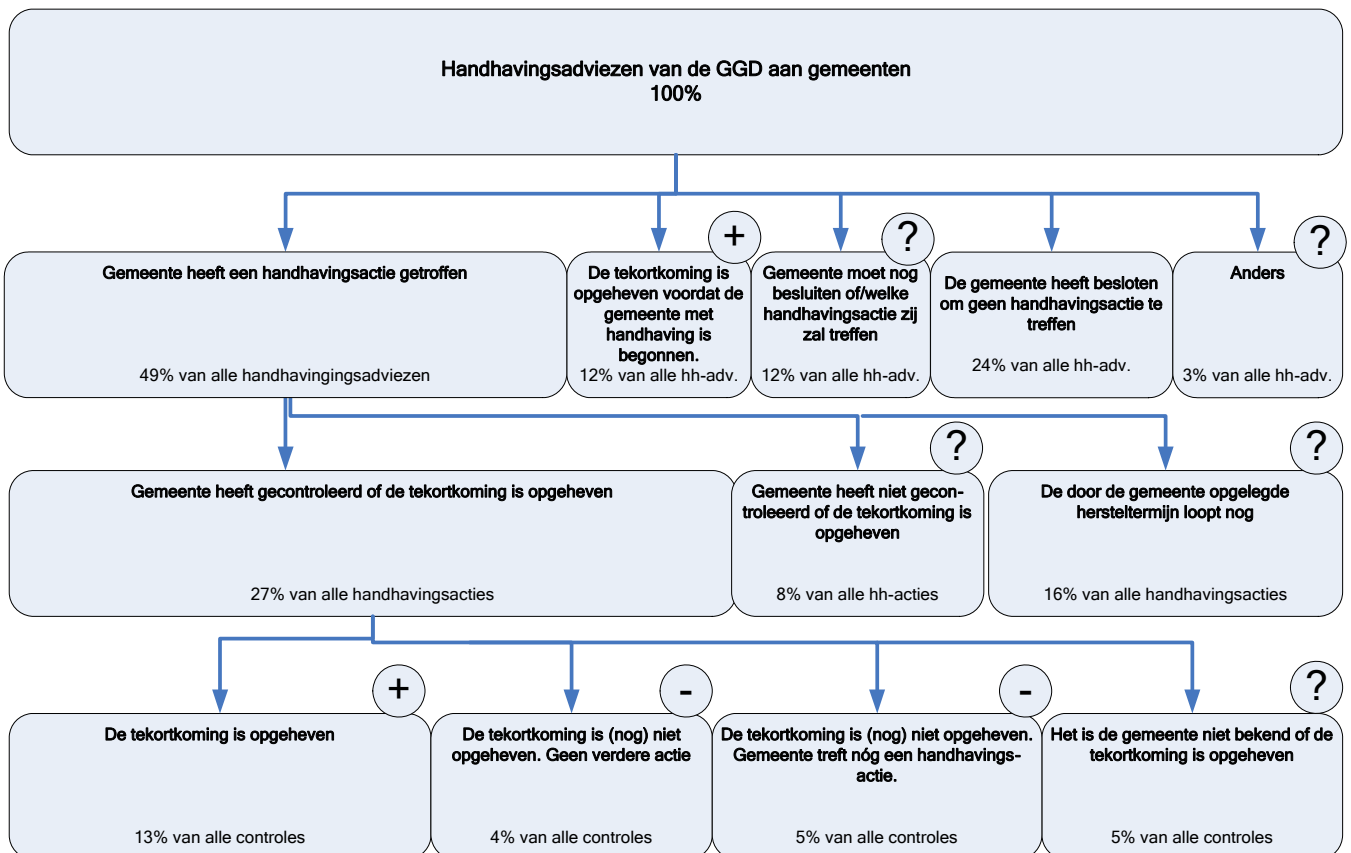 Handhavingsadviezen van de GGD aan gemeenten
100%
+
?
?
Gemeente heeft een handhavingsactie getroffen
49% van alle handhavingingsadviezen
De tekortkoming is
opgeheven voordat de
gemeente met
handhaving is
begonnen.
12% van alle hh-adv.
Gemeente moet nog
besluiten of/welke
handhavingsactie zij
zal treffen
12% van alle hh-adv.
De gemeente heeft besloten
om geen handhavingsactie te
treffen
24% van alle hh-adv.
Anders
3% van alle hh-adv.
?
?
Gemeente heeft gecontroleerd of de tekortkoming is opgeheven
27% van alle handhavingsacties
Gemeente heeft niet gecon-
troleeerd of de tekortkoming is
opgeheven
8% van alle hh-acties
De door de gemeente opgelegde
hersteltermijn loopt nog
16% van alle handhavingsacties
+
-
-
?
De tekortkoming is opgeheven
13% van alle controles
De tekortkoming is (nog) niet
opgeheven. Geen verdere actie
4% van alle controles
De tekortkoming is (nog) niet opgeheven.
Gemeente treft nóg een handhavings-
actie.
5% van alle controles
Het is de gemeente niet bekend of de
tekortkoming is opgeheven
5% van alle controles